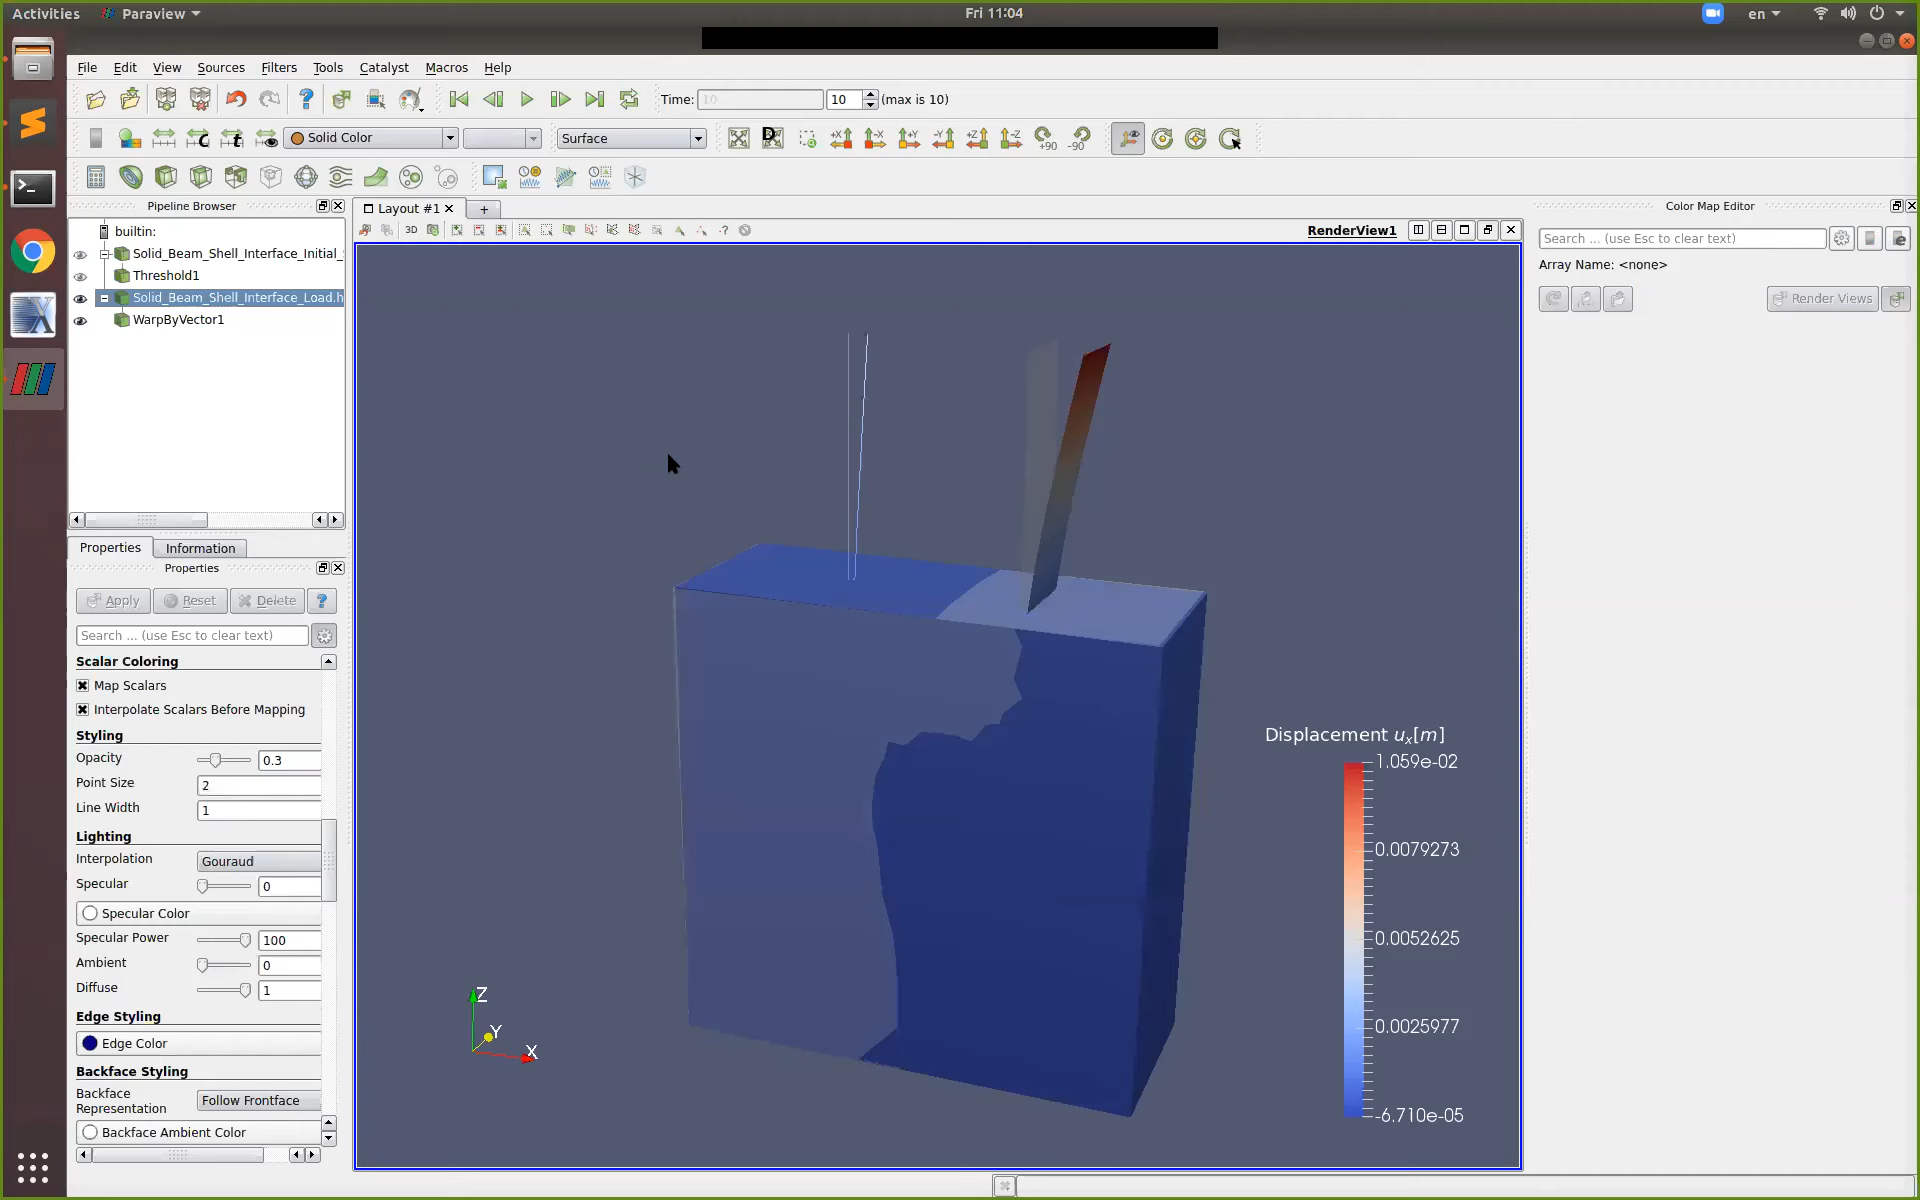 Activities
Paraview
Fri 11:04
en
File Edit View Sources Filters Tools Catalyst Macros Help
Time: 10 10 (max is 10)
Solid Color
Surface
+X -X +Y -Y +Z -Z +90 -90
Pipeline Browser
Layout #1
Color Map Editor
builtin:
3D
RenderView1
Search ... (use Esc to clear text)
Solid_Beam_Shell_Interface_Initial_
Array Name: <none>
Threshold1
Solid_Beam_Shell_Interface_Load.h
Render Views
WarpByVector1
Properties Information
Properties
Apply Reset Delete ?
Search ... (use Esc to clear text)
Scalar Coloring
Map Scalars
Interpolate Scalars Before Mapping
Styling
Opacity 0.3
Point Size 2
Line Width 1
Lighting
Interpolation Gouraud
Specular 0
Specular Color
Specular Power 100
Ambient 0
Diffuse 1
Edge Styling
Edge Color
Backface Styling
Backface Representation Follow Frontface
Backface Ambient Color
Displacement uₓ[m]
1.059e-02
0.0079273
0.0052625
0.0025977
-6.710e-05
Z
Y
X